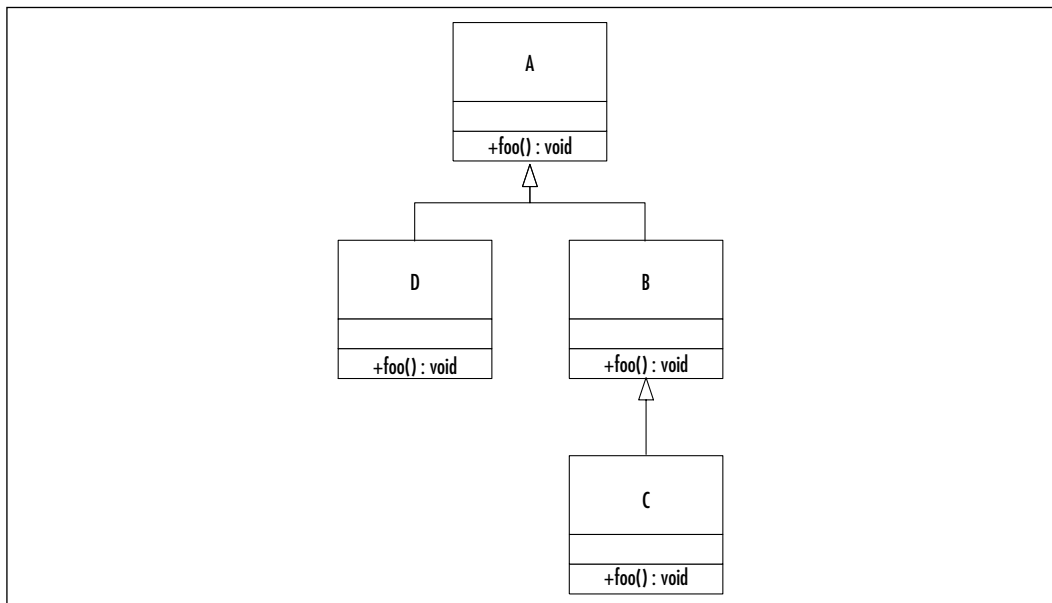 A
+foo() : void
D
+foo() : void
B
+foo() : void
C
+foo() : void